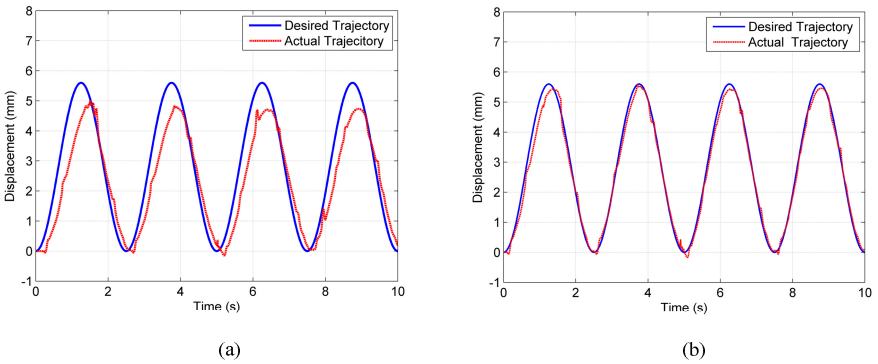 8
7
6
5
4
3
2
1
0
-1
Displacement (mm)
Desired Trajectory
Actual Trajecitory
0 2 4 6 8 10
Time (s)
(a)
8
7
6
5
4
3
2
1
0
-1
Displacement (mm)
Desired Trajectory
Actual Trajectory
0 2 4 6 8 10
Time (s)
(b)